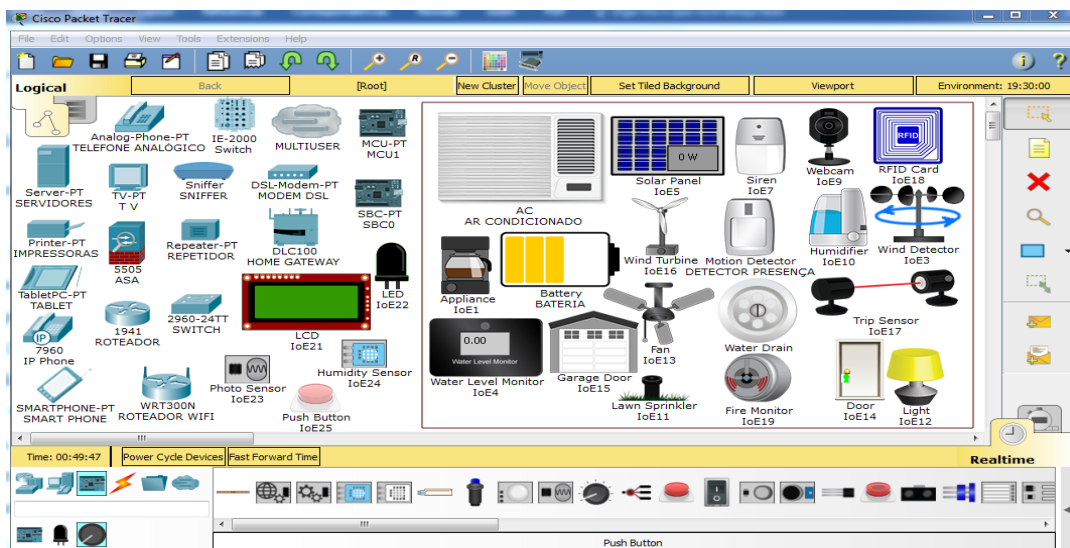 Cisco Packet Tracer
File Edit Options View Tools Extensions Help
Logical
Back
[Root]
New Cluster
Move Object
Set Tiled Background
Viewport
Environment: 19:30:00
Analog-Phone-PT
TELEFONE ANALÓGICO
IE-2000
Switch
MULTIUSER
MCU-PT
MCU1
Server-PT
SERVIDORES
TV-PT
T V
Sniffer
SNIFFER
DSL-Modem-PT
MODEM DSL
SBC-PT
SBC0
Printer-PT
IMPRESSORAS
5505
ASA
Repeater-PT
REPETIDOR
DLC100
HOME GATEWAY
LED
IoE22
TabletPC-PT
TABLET
1941
ROTEADOR
2960-24TT
SWITCH
LCD
IoE21
IP
7960
IP Phone
Photo Sensor
IoE23
Humidity Sensor
IoE24
SMARTPHONE-PT
SMART PHONE
WRT300N
ROTEADOR WIFI
Push Button
IoE25
AC
AR CONDICIONADO
0 W
Solar Panel
IoE5
Siren
IoE7
Webcam
IoE9
RFID
RFID Card
IoE18
Appliance
IoE1
Battery
BATERIA
Wind Turbine
IoE16
Motion Detector
DETECTOR PRESENÇA
Humidifier
IoE10
Wind Detector
IoE3
0.00
Water Level Monitor
Water Level Monitor
IoE4
Garage Door
IoE15
Fan
IoE13
Water Drain
Trip Sensor
IoE17
Lawn Sprinkler
IoE11
Fire Monitor
IoE19
Door
IoE14
Light
IoE12
Time: 00:49:47
Power Cycle Devices
Fast Forward Time
Realtime
Push Button